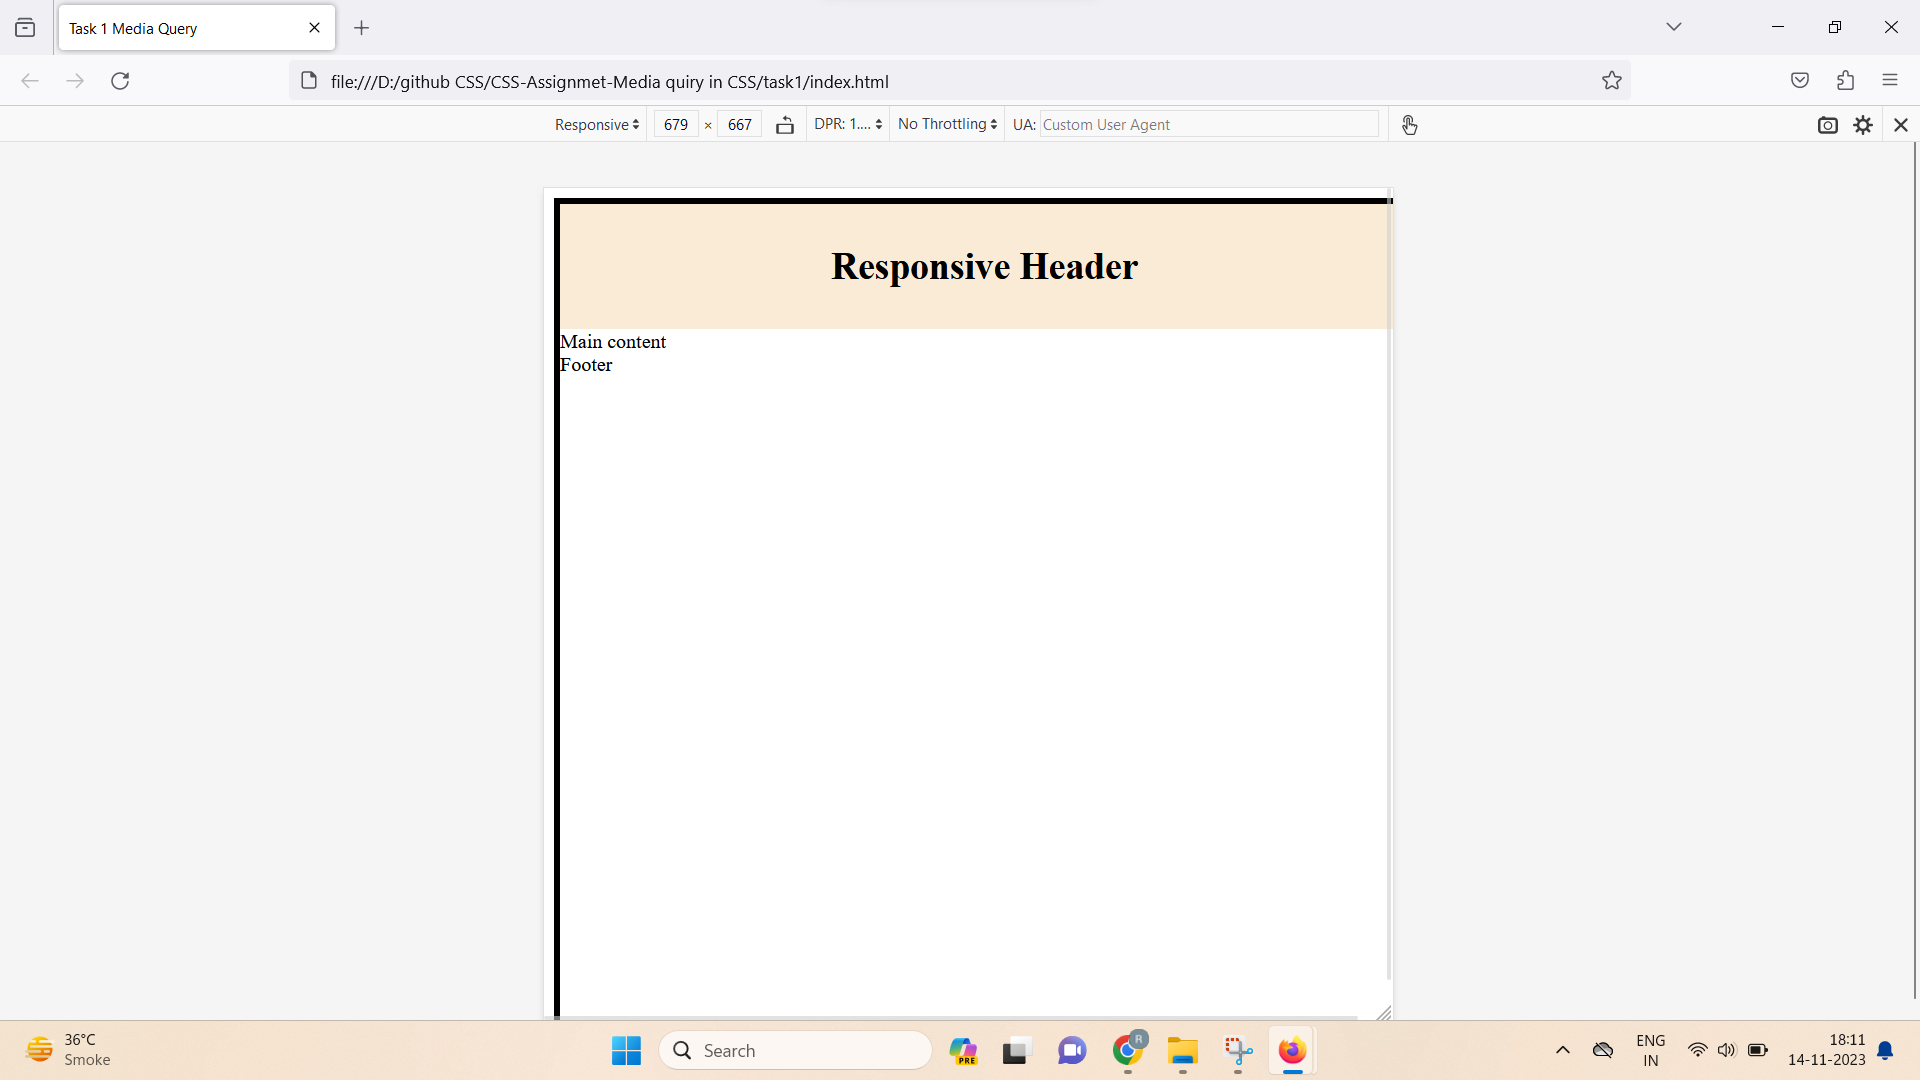 Task 1 Media Query
file:///D:/github CSS/CSS-Assignmet-Media quiry in CSS/task1/index.html
Responsive 679 × 667 DPR: 1.... No Throttling UA: Custom User Agent
Responsive Header
Main content
Footer
36°C
Smoke
Search
PRE
R
ENG
IN
18:11
14-11-2023